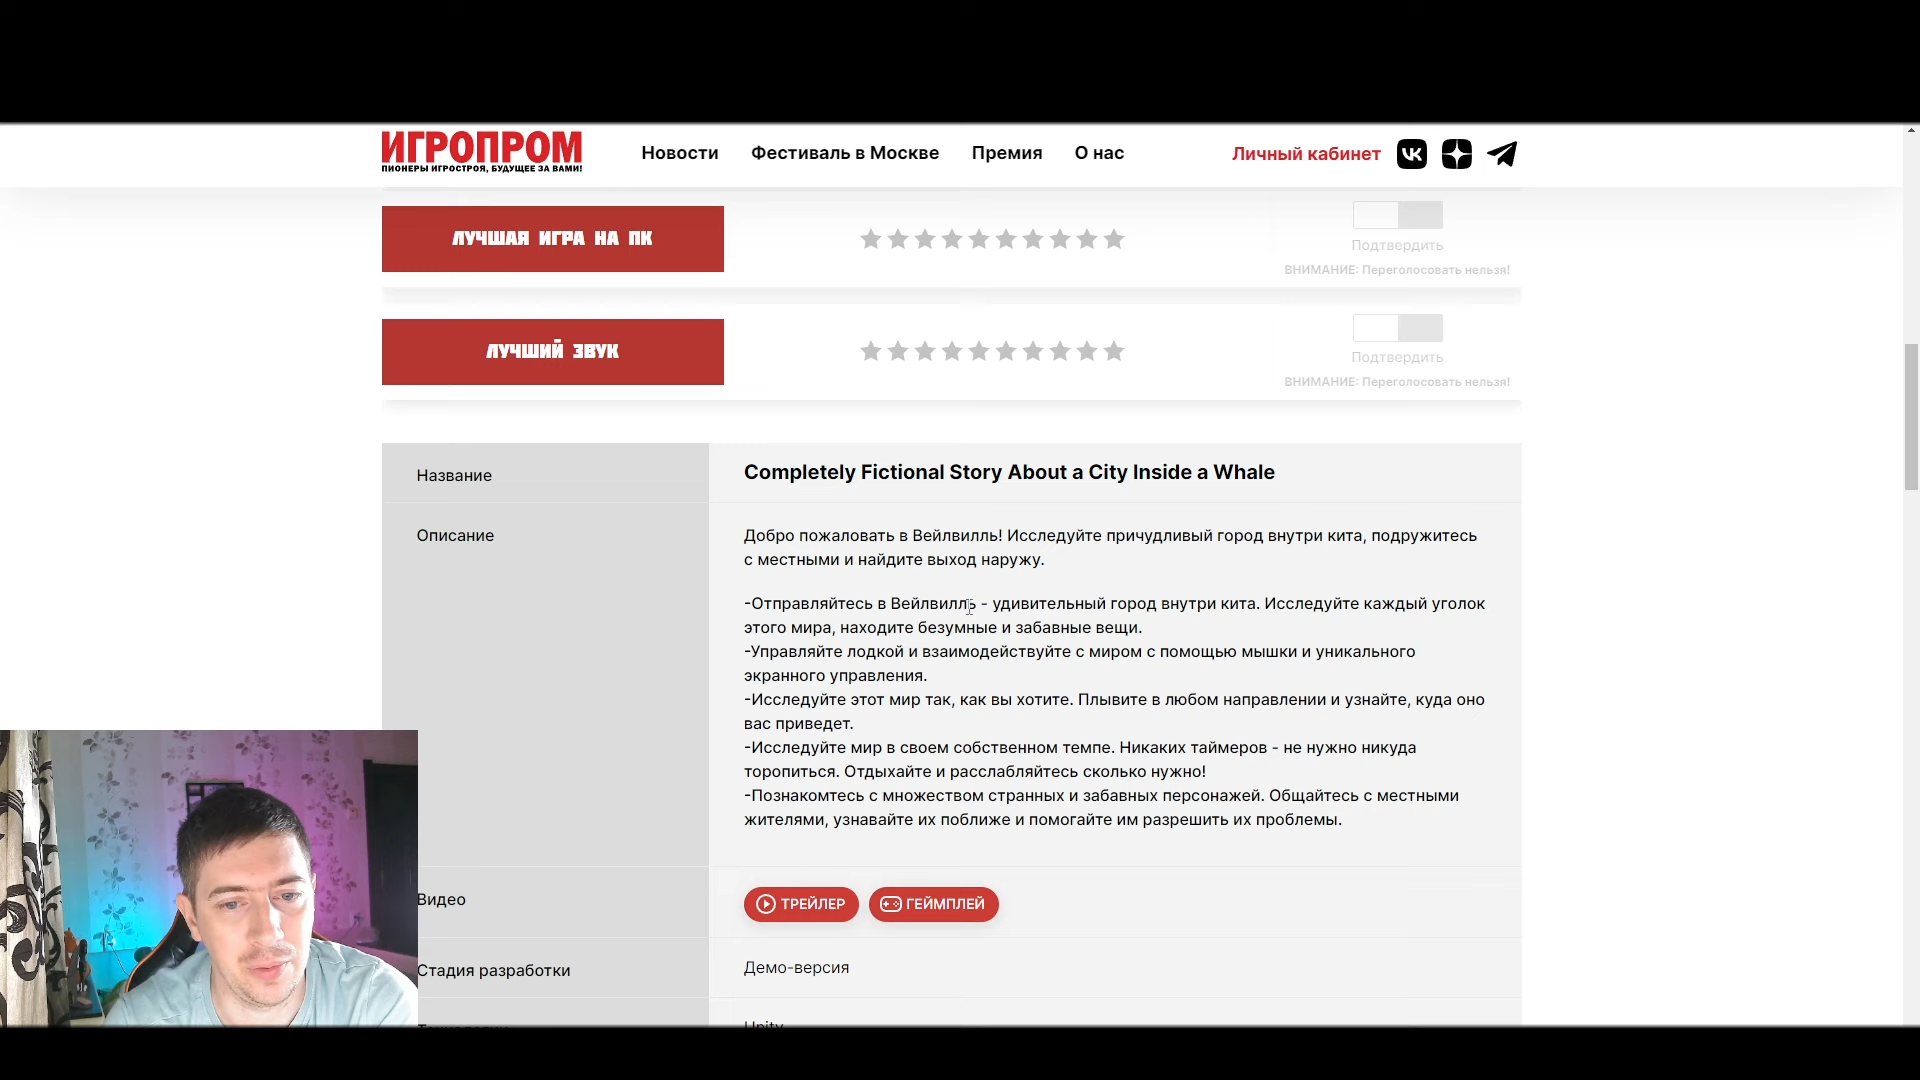 ИГРОПРОМ
ПИОНЕРЫ ИГРОСТРОЯ, БУДУЩЕЕ ЗА ВАМИ!
Новости
Фестиваль в Москве
Премия
О нас
Личный кабинет
ЛУЧШАЯ ИГРА НА ПК
Подтвердить
ВНИМАНИЕ: Переголосовать нельзя!
ЛУЧШИЙ ЗВУК
Подтвердить
ВНИМАНИЕ: Переголосовать нельзя!
Название
Completely Fictional Story About a City Inside a Whale
Описание
Добро пожаловать в Вейлвилль! Исследуйте причудливый город внутри кита, подружитесь
с местными и найдите выход наружу.
-Отправляйтесь в Вейлвилль - удивительный город внутри кита. Исследуйте каждый уголок
этого мира, находите безумные и забавные вещи.
-Управляйте лодкой и взаимодействуйте с миром с помощью мышки и уникального
экранного управления.
-Исследуйте этот мир так, как вы хотите. Плывите в любом направлении и узнайте, куда оно
вас приведет.
-Исследуйте мир в своем собственном темпе. Никаких таймеров - не нужно никуда
торопиться. Отдыхайте и расслабляйтесь сколько нужно!
-Познакомтесь с множеством странных и забавных персонажей. Общайтесь с местными
жителями, узнавайте их поближе и помогайте им разрешить их проблемы.
Видео
ТРЕЙЛЕР
ГЕЙМПЛЕЙ
Стадия разработки
Демо-версия
Unity